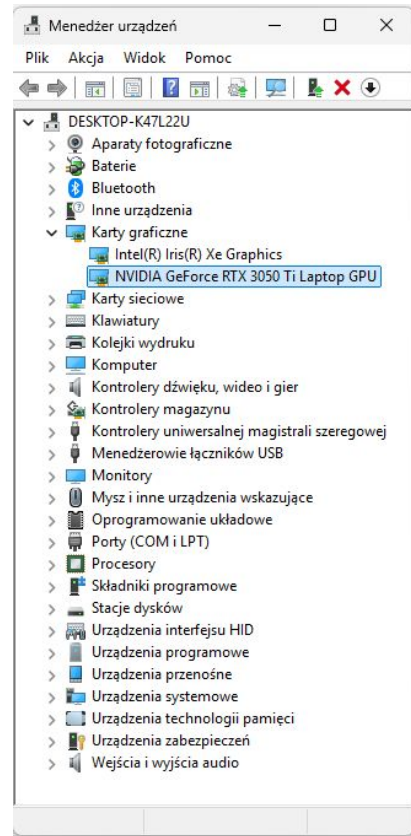 Menedżer urządzeń
Plik Akcja Widok Pomoc
DESKTOP-K47L22U
Aparaty fotograficzne
Baterie
Bluetooth
Inne urządzenia
Karty graficzne
Intel(R) Iris(R) Xe Graphics
NVIDIA GeForce RTX 3050 Ti Laptop GPU
Karty sieciowe
Klawiatury
Kolejki wydruku
Komputer
Kontrolery dźwięku, wideo i gier
Kontrolery magazynu
Kontrolery uniwersalnej magistrali szeregowej
Menedżerowie łączników USB
Monitory
Mysz i inne urządzenia wskazujące
Oprogramowanie układowe
Porty (COM i LPT)
Procesory
Składniki programowe
Stacje dysków
Urządzenia interfejsu HID
Urządzenia programowe
Urządzenia przenośne
Urządzenia systemowe
Urządzenia technologii pamięci
Urządzenia zabezpieczeń
Wejścia i wyjścia audio